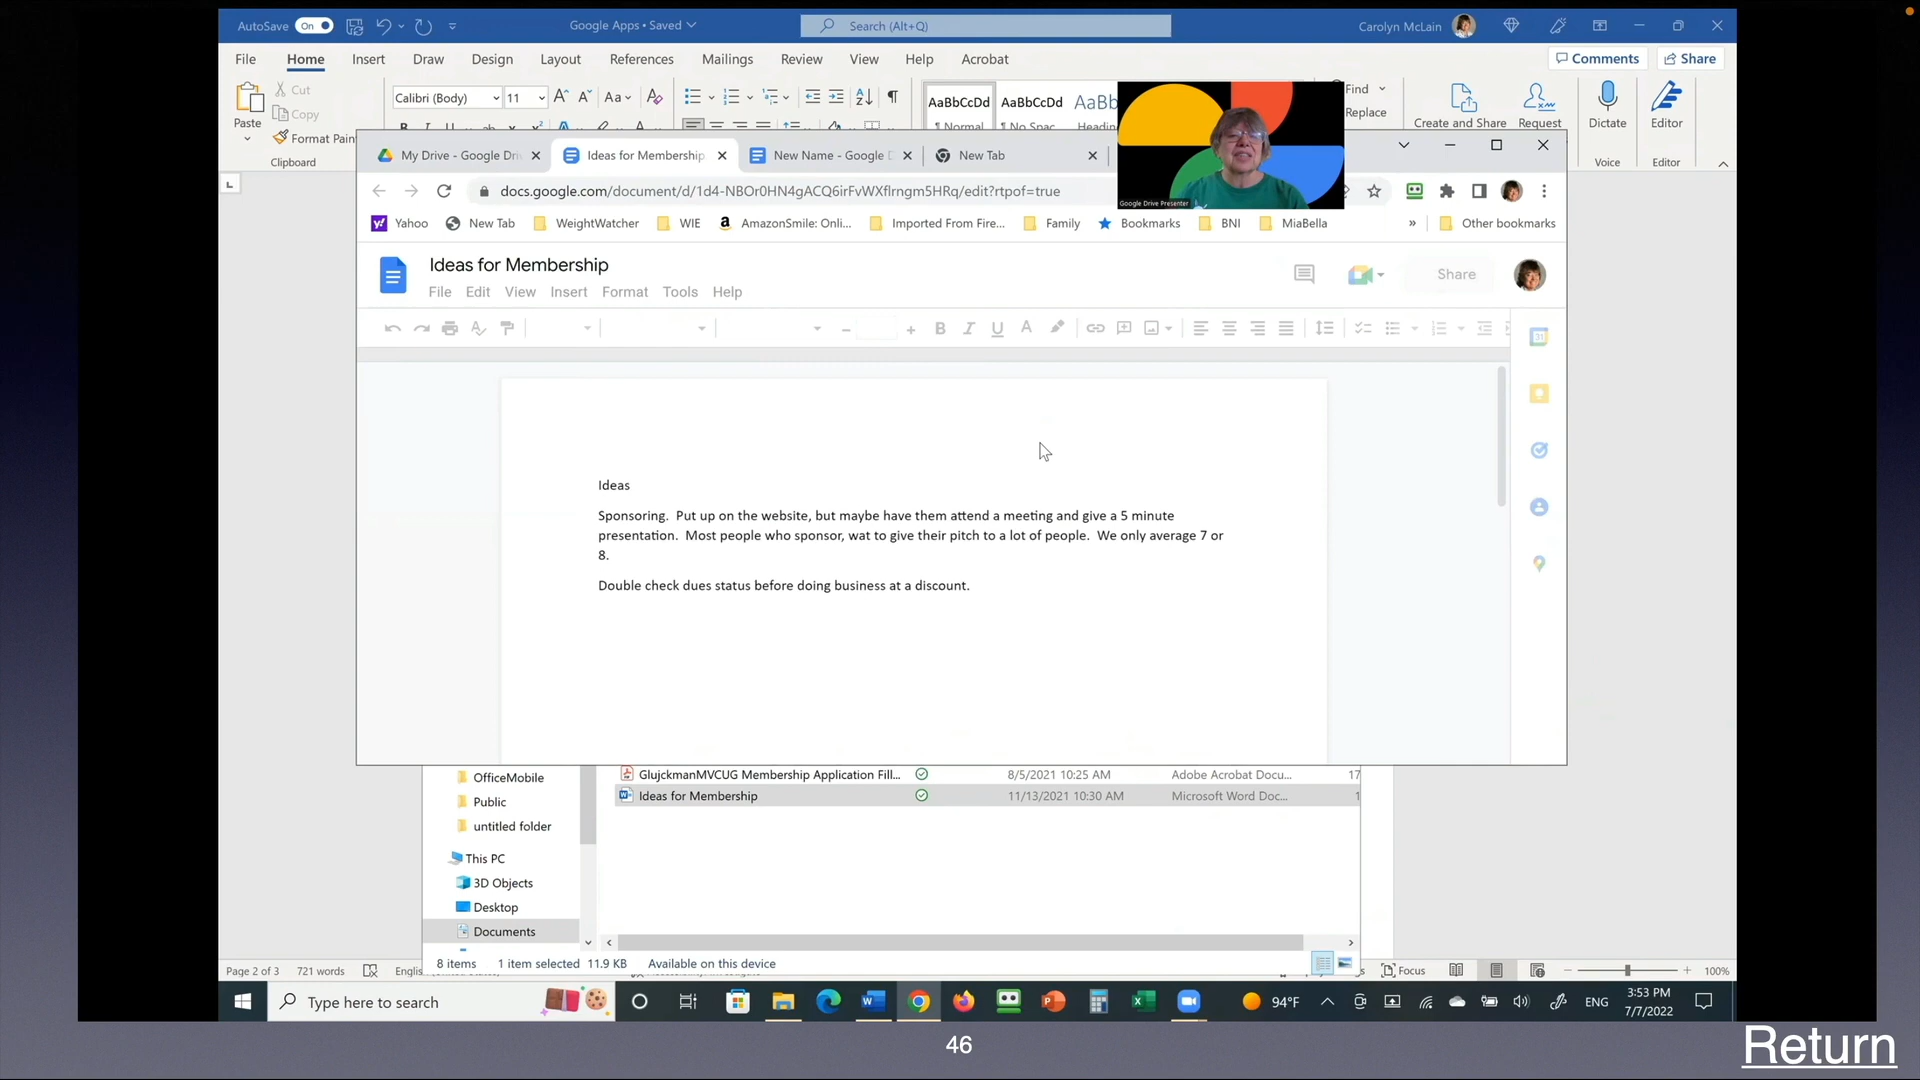 AutoSave On Google Apps • Saved Search (Alt+Q) Carolyn McLain
File Home Insert Draw Design Layout References Mailings Review View Help Acrobat Comments Share
Cut
Copy
Format Pain
Paste
Clipboard
Calibri (Body) 11
AaBbCcDd AaBbCcDd AaBb
Normal No Spac... Heading
Find
Replace
Create and Share Request
Dictate
Editor
Voice Editor
My Drive - Google Dri Ideas for Membership New Name - Google D New Tab
Google Drive Presenter
docs.google.com/document/d/1d4-NBOr0HN4gACQ6irFvWXflrngm5HRq/edit?rtpof=true
Yahoo New Tab WeightWatcher WIE AmazonSmile: Onli... Imported From Fire... Family Bookmarks BNI MiaBella » Other bookmarks
Ideas for Membership
File Edit View Insert Format Tools Help
Share
Ideas
Sponsoring. Put up on the website, but maybe have them attend a meeting and give a 5 minute
presentation. Most people who sponsor, wat to give their pitch to a lot of people. We only average 7 or
8.
Double check dues status before doing business at a discount.
OfficeMobile
Public
untitled folder
This PC
3D Objects
Desktop
Documents
GlujckmanMVCUG Membership Application Fill... 8/5/2021 10:25 AM Adobe Acrobat Docu... 17
Ideas for Membership 11/13/2021 10:30 AM Microsoft Word Doc... 1
8 items 1 item selected 11.9 KB Available on this device
Page 2 of 3 721 words Englis Focus 100%
Type here to search 94°F ENG 3:53 PM
7/7/2022
46
Return